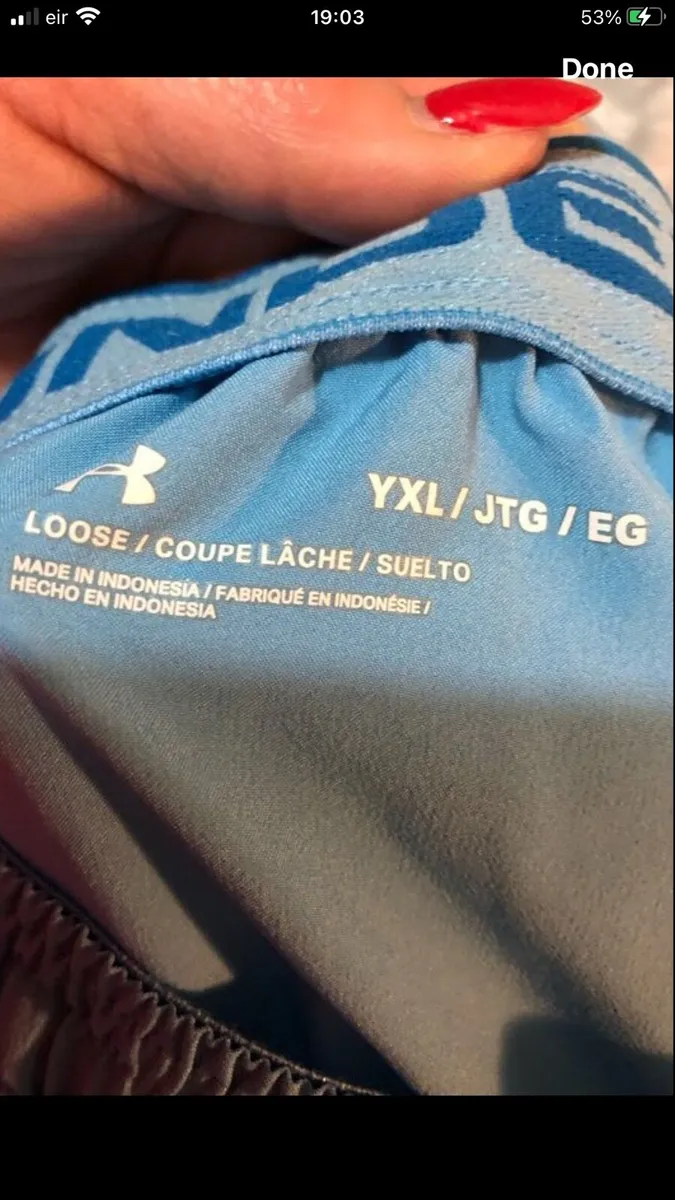 eir
19:03
53%
Done
YXL / JTG / EG
LOOSE / COUPE LÂCHE / SUELTO
MADE IN INDONESIA / FABRIQUÉ EN INDONÉSIE /
HECHO EN INDONESIA